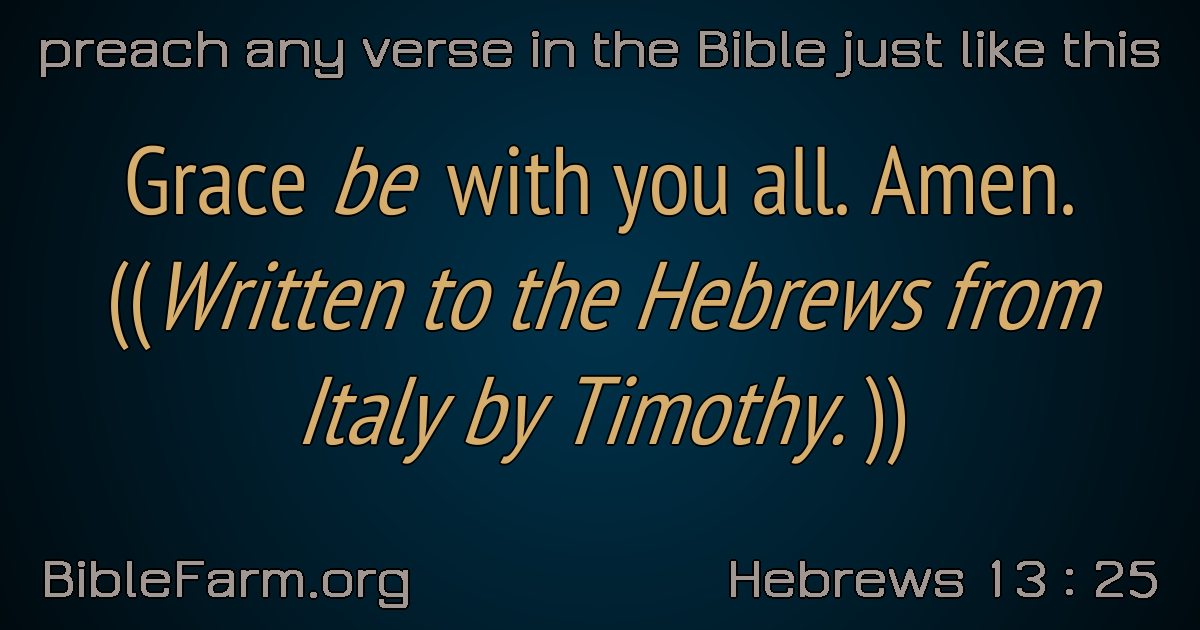 preach any verse in the Bible just like this
Grace be with you all. Amen.
((Written to the Hebrews from
Italy by Timothy. ))
BibleFarm.org
Hebrews 13 : 25